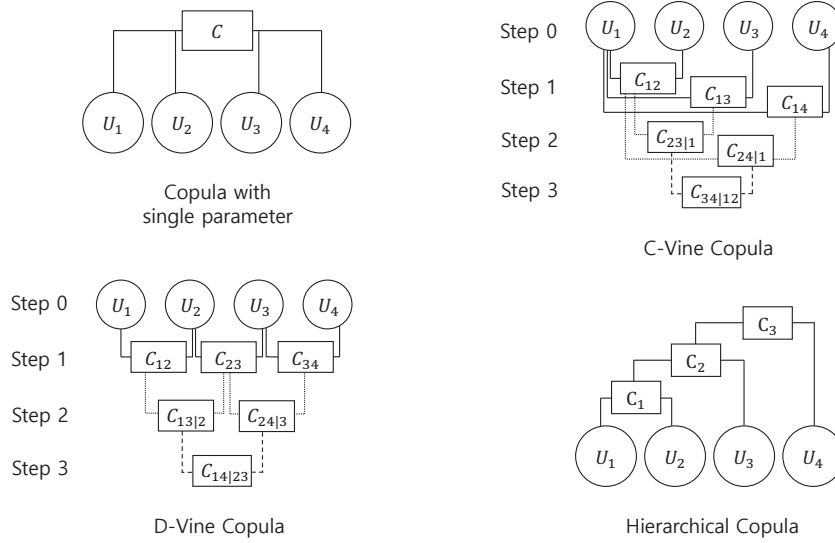 C
U₁ U₂ U₃ U₄
Copula with
single parameter
Step 0 U₁ U₂ U₃ U₄
Step 1 C₁₂ C₁₃ C₁₄
Step 2 C₂₃|₁ C₂₄|₁
Step 3 C₃₄|₁₂
C-Vine Copula
Step 0 U₁ U₂ U₃ U₄
Step 1 C₁₂ C₂₃ C₃₄
Step 2 C₁₃|₂ C₂₄|₃
Step 3 C₁₄|₂₃
D-Vine Copula
C₃
C₂
C₁
U₁ U₂ U₃ U₄
Hierarchical Copula